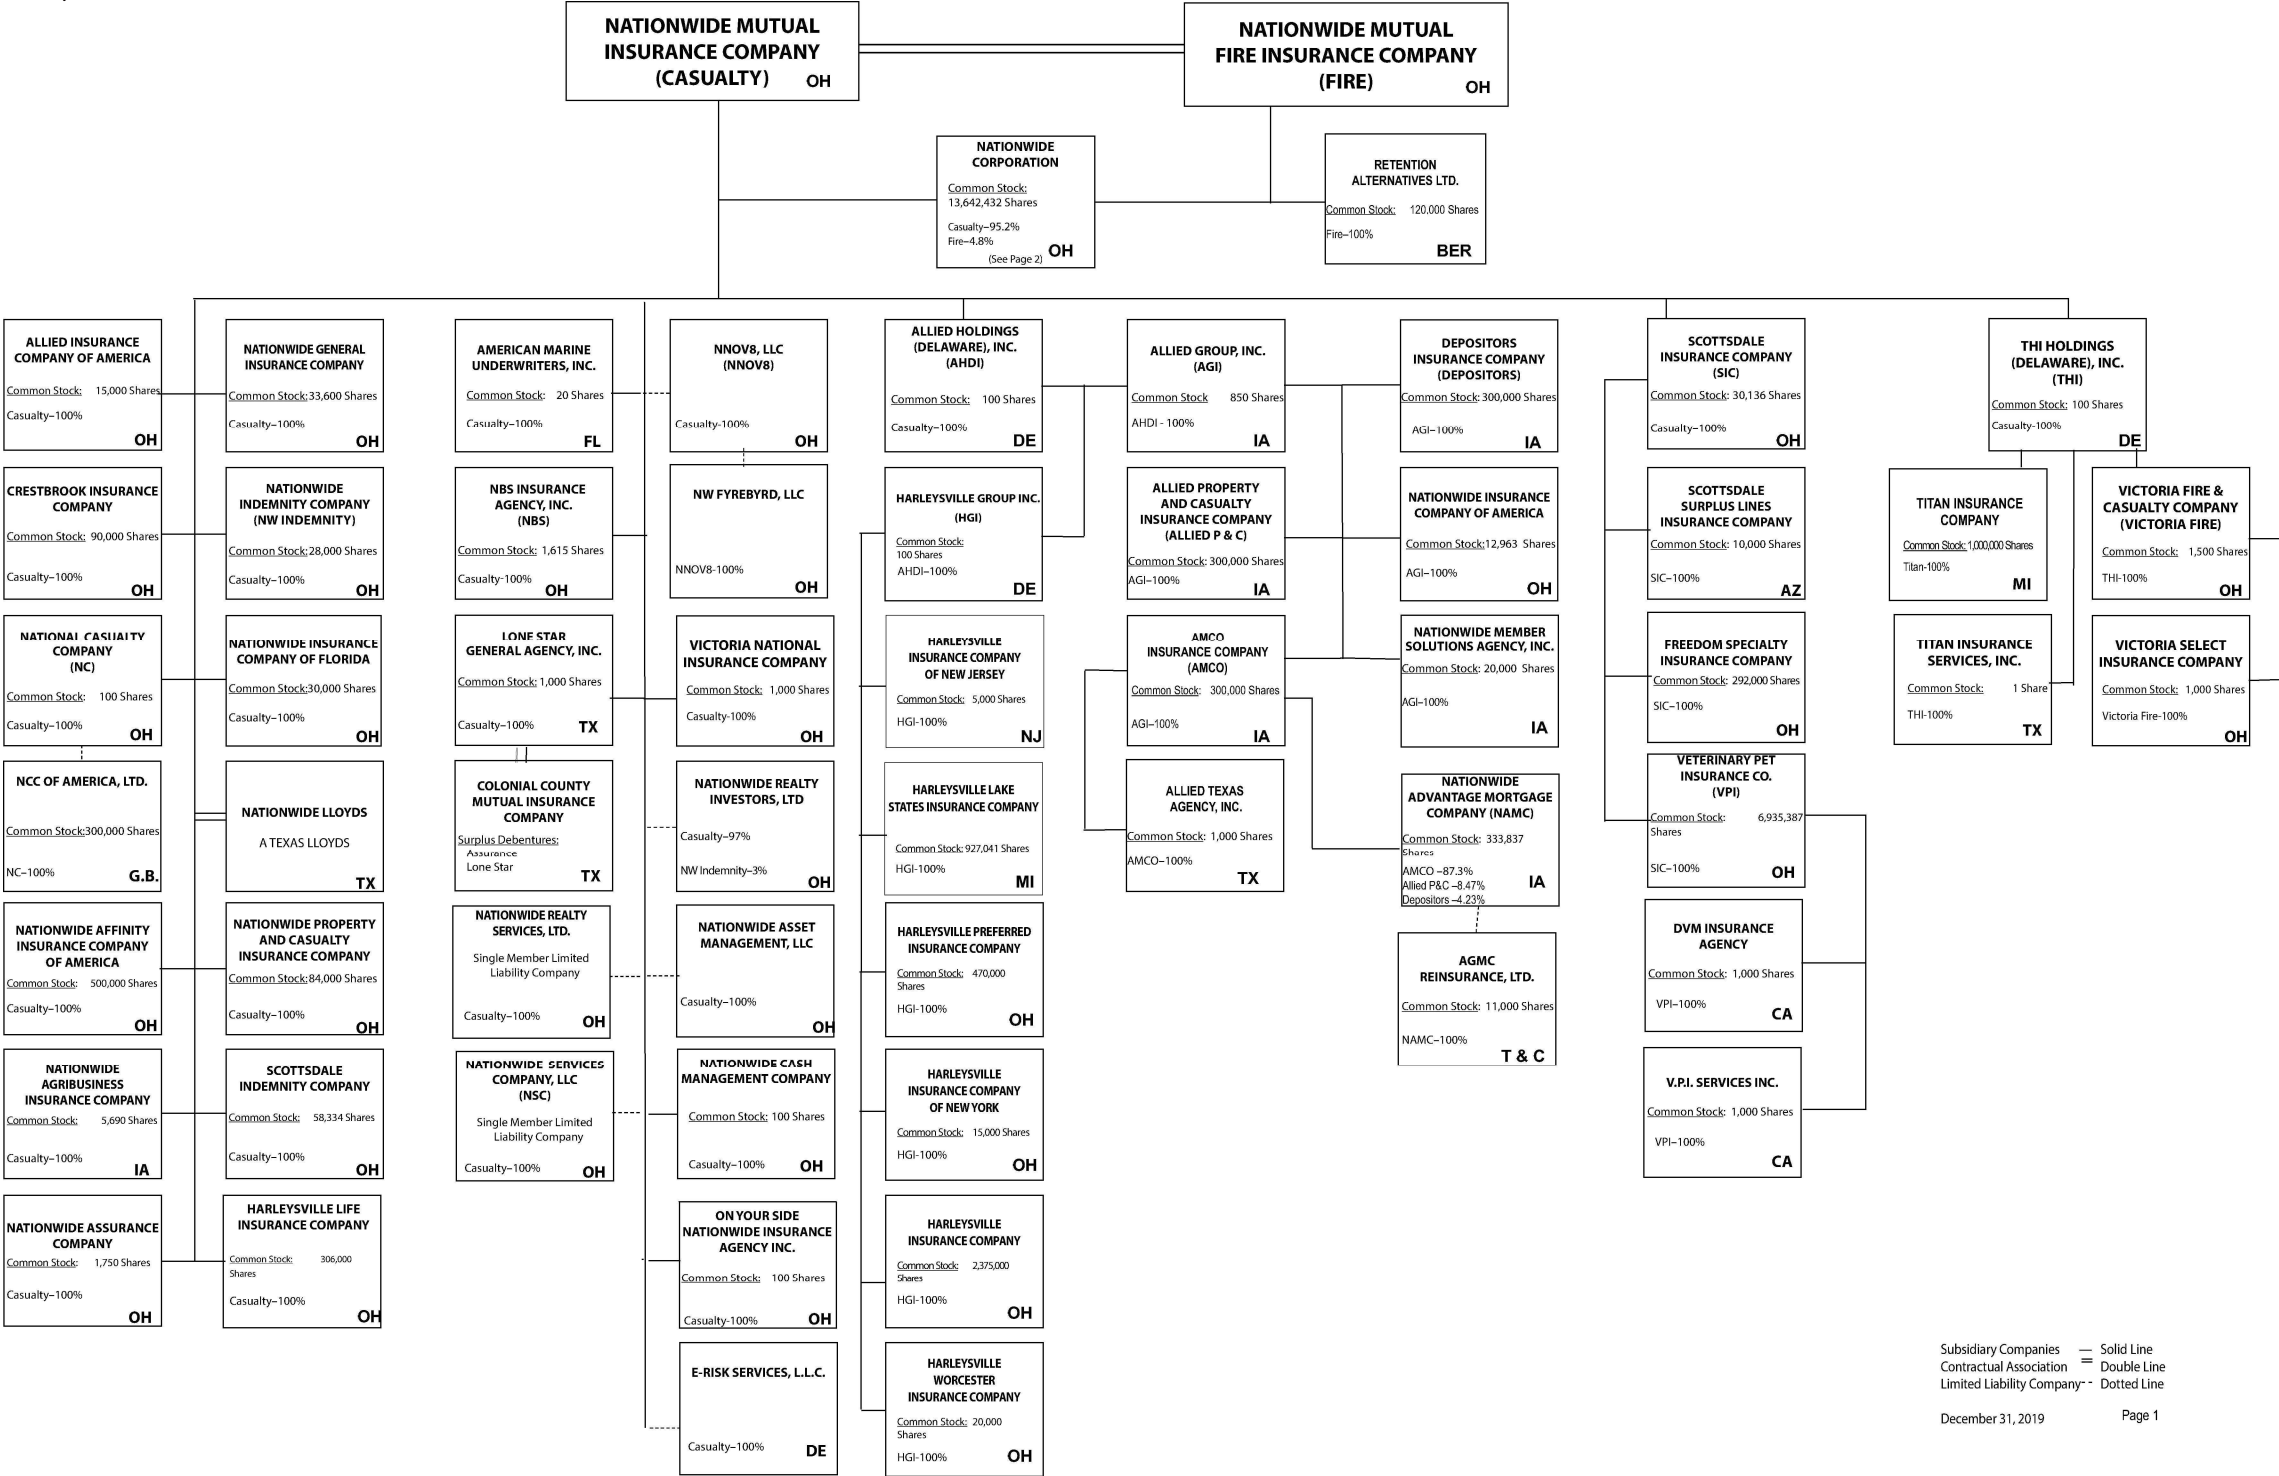 NATIONWIDE MUTUAL
INSURANCE COMPANY
(CASUALTY) OH
NATIONWIDE MUTUAL
FIRE INSURANCE COMPANY
(FIRE)
OH
NATIONWIDE
CORPORATION
Common Stock:
13,642,432 Shares
Casualty–95.2%
Fire–4.8%
(See Page 2) OH
RETENTION
ALTERNATIVES LTD.
Common Stock: 120,000 Shares
Fire–100%
BER
ALLIED INSURANCE
COMPANY OF AMERICA
Common Stock: 15,000 Shares
Casualty–100%
OH
NATIONWIDE GENERAL
INSURANCE COMPANY
Common Stock:33,600 Shares
Casualty–100%
OH
AMERICAN MARINE
UNDERWRITERS, INC.
Common Stock: 20 Shares
Casualty–100%
FL
NNOV8, LLC
(NNOV8)
Casualty-100%
OH
ALLIED HOLDINGS
(DELAWARE), INC.
(AHDI)
Common Stock: 100 Shares
Casualty–100%
DE
ALLIED GROUP, INC.
(AGI)
Common Stock 850 Shares
AHDI - 100%
IA
DEPOSITORS
INSURANCE COMPANY
(DEPOSITORS)
Common Stock: 300,000 Shares
AGI–100%
IA
SCOTTSDALE
INSURANCE COMPANY
(SIC)
Common Stock: 30,136 Shares
Casualty–100%
OH
THI HOLDINGS
(DELAWARE), INC.
(THI)
Common Stock: 100 Shares
Casualty-100%
DE
CRESTBROOK INSURANCE
COMPANY
Common Stock: 90,000 Shares
Casualty–100%
OH
NATIONWIDE
INDEMNITY COMPANY
(NW INDEMNITY)
Common Stock:28,000 Shares
Casualty–100%
OH
NBS INSURANCE
AGENCY, INC.
(NBS)
Common Stock: 1,615 Shares
Casualty-100%
OH
NW FYREBYRD, LLC
NNOV8-100%
OH
HARLEYSVILLE GROUP INC.
(HGI)
Common Stock:
100 Shares
AHDI–100%
DE
ALLIED PROPERTY
AND CASUALTY
INSURANCE COMPANY
(ALLIED P & C)
Common Stock: 300,000 Shares
AGI–100%
IA
NATIONWIDE INSURANCE
COMPANY OF AMERICA
Common Stock:12,963 Shares
AGI–100%
OH
SCOTTSDALE
SURPLUS LINES
INSURANCE COMPANY
Common Stock: 10,000 Shares
SIC–100%
AZ
TITAN INSURANCE
COMPANY
Common Stock: 1,000,000 Shares
Titan-100%
MI
VICTORIA FIRE &
CASUALTY COMPANY
(VICTORIA FIRE)
Common Stock: 1,500 Shares
THI-100%
OH
NATIONAL CASUALTY
COMPANY
(NC)
Common Stock: 100 Shares
Casualty–100%
OH
NATIONWIDE INSURANCE
COMPANY OF FLORIDA
Common Stock:30,000 Shares
Casualty–100%
OH
LONE STAR
GENERAL AGENCY, INC.
Common Stock: 1,000 Shares
Casualty–100%
TX
VICTORIA NATIONAL
INSURANCE COMPANY
Common Stock: 1,000 Shares
Casualty-100%
OH
HARLEYSVILLE
INSURANCE COMPANY
OF NEW JERSEY
Common Stock: 5,000 Shares
HGI-100%
NJ
AMCO
INSURANCE COMPANY
(AMCO)
Common Stock: 300,000 Shares
AGI–100%
IA
NATIONWIDE MEMBER
SOLUTIONS AGENCY, INC.
Common Stock: 20,000 Shares
AGI–100%
IA
FREEDOM SPECIALTY
INSURANCE COMPANY
Common Stock: 292,000 Shares
SIC–100%
OH
TITAN INSURANCE
SERVICES, INC.
Common Stock: 1 Share
THI-100%
TX
VICTORIA SELECT
INSURANCE COMPANY
Common Stock: 1,000 Shares
Victoria Fire-100%
OH
NCC OF AMERICA, LTD.
Common Stock:300,000 Shares
NC–100%
G.B.
NATIONWIDE LLOYDS
A TEXAS LLOYDS
TX
COLONIAL COUNTY
MUTUAL INSURANCE
COMPANY
Surplus Debentures:
Assurance
Lone Star
TX
NATIONWIDE REALTY
INVESTORS, LTD
Casualty–97%
NW Indemnity–3%
OH
HARLEYSVILLE LAKE
STATES INSURANCE COMPANY
Common Stock: 927,041 Shares
HGI-100%
MI
ALLIED TEXAS
AGENCY, INC.
Common Stock: 1,000 Shares
AMCO–100%
TX
NATIONWIDE
ADVANTAGE MORTGAGE
COMPANY (NAMC)
Common Stock: 333,837
Shares
AMCO –87.3%
Allied P&C –8.47%
Depositors –4.23%
IA
VETERINARY PET
INSURANCE CO.
(VPI)
Common Stock: 6,935,387
Shares
SIC–100%
OH
NATIONWIDE AFFINITY
INSURANCE COMPANY
OF AMERICA
Common Stock: 500,000 Shares
Casualty–100%
OH
NATIONWIDE PROPERTY
AND CASUALTY
INSURANCE COMPANY
Common Stock:84,000 Shares
Casualty–100%
OH
NATIONWIDE REALTY
SERVICES, LTD.
Single Member Limited
Liability Company
Casualty–100%
OH
NATIONWIDE ASSET
MANAGEMENT, LLC
Casualty–100%
OH
HARLEYSVILLE PREFERRED
INSURANCE COMPANY
Common Stock: 470,000
Shares
HGI-100%
OH
AGMC
REINSURANCE, LTD.
Common Stock: 11,000 Shares
NAMC–100%
T & C
DVM INSURANCE
AGENCY
Common Stock: 1,000 Shares
VPI–100%
CA
NATIONWIDE
AGRIBUSINESS
INSURANCE COMPANY
Common Stock: 5,690 Shares
Casualty–100%
IA
SCOTTSDALE
INDEMNITY COMPANY
Common Stock: 58,334 Shares
Casualty–100%
OH
NATIONWIDE SERVICES
COMPANY, LLC
(NSC)
Single Member Limited
Liability Company
Casualty–100%
OH
NATIONWIDE CASH
MANAGEMENT COMPANY
Common Stock: 100 Shares
Casualty–100%
OH
HARLEYSVILLE
INSURANCE COMPANY
OF NEW YORK
Common Stock: 15,000 Shares
HGI-100%
OH
V.P.I. SERVICES INC.
Common Stock: 1,000 Shares
VPI–100%
CA
NATIONWIDE ASSURANCE
COMPANY
Common Stock: 1,750 Shares
Casualty–100%
OH
HARLEYSVILLE LIFE
INSURANCE COMPANY
Common Stock: 306,000
Shares
Casualty–100%
OH
ON YOUR SIDE
NATIONWIDE INSURANCE
AGENCY INC.
Common Stock: 100 Shares
Casualty-100%
OH
HARLEYSVILLE
INSURANCE COMPANY
Common Stock: 2,375,000
Shares
HGI-100%
OH
E-RISK SERVICES, L.L.C.
Casualty–100%
DE
HARLEYSVILLE
WORCESTER
INSURANCE COMPANY
Common Stock: 20,000
Shares
HGI-100%
OH
Subsidiary Companies — Solid Line
Contractual Association = Double Line
Limited Liability Company-- Dotted Line
December 31, 2019 Page 1